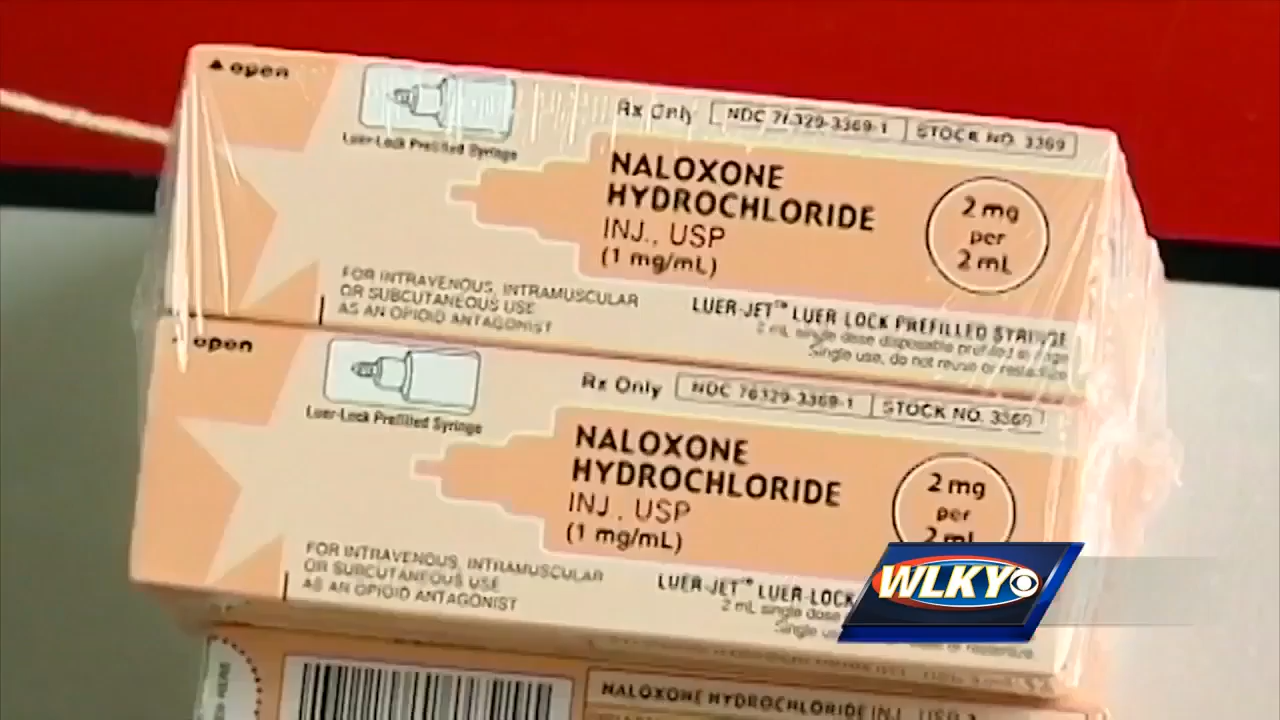 open
Luer-Lock Prefilled Syringe
Rx Only NDC 76329-3369-1 STOCK NO. 3369
NALOXONE
HYDROCHLORIDE
INJ., USP
(1 mg/mL)
2 mg
per
2 mL
FOR INTRAVENOUS, INTRAMUSCULAR
OR SUBCUTANEOUS USE
AS AN OPIOID ANTAGONIST
LUER-JET™ LUER LOCK PREFILLED SYRINGE
2 mL single dose disposable prefilled
Single use, do not reuse or resterilize
open
Luer-Lock Prefilled Syringe
Rx Only NDC 76329-3369-1 STOCK NO. 3369
NALOXONE
HYDROCHLORIDE
INJ., USP
(1 mg/mL)
2 mg
per
2 mL
FOR INTRAVENOUS, INTRAMUSCULAR
OR SUBCUTANEOUS USE
AS AN OPIOID ANTAGONIST
LUER-JET™ LUER-LOCK
2 mL single dose
Single
WLKY
NALOXONE HYDROCHLORIDE INJ., USP